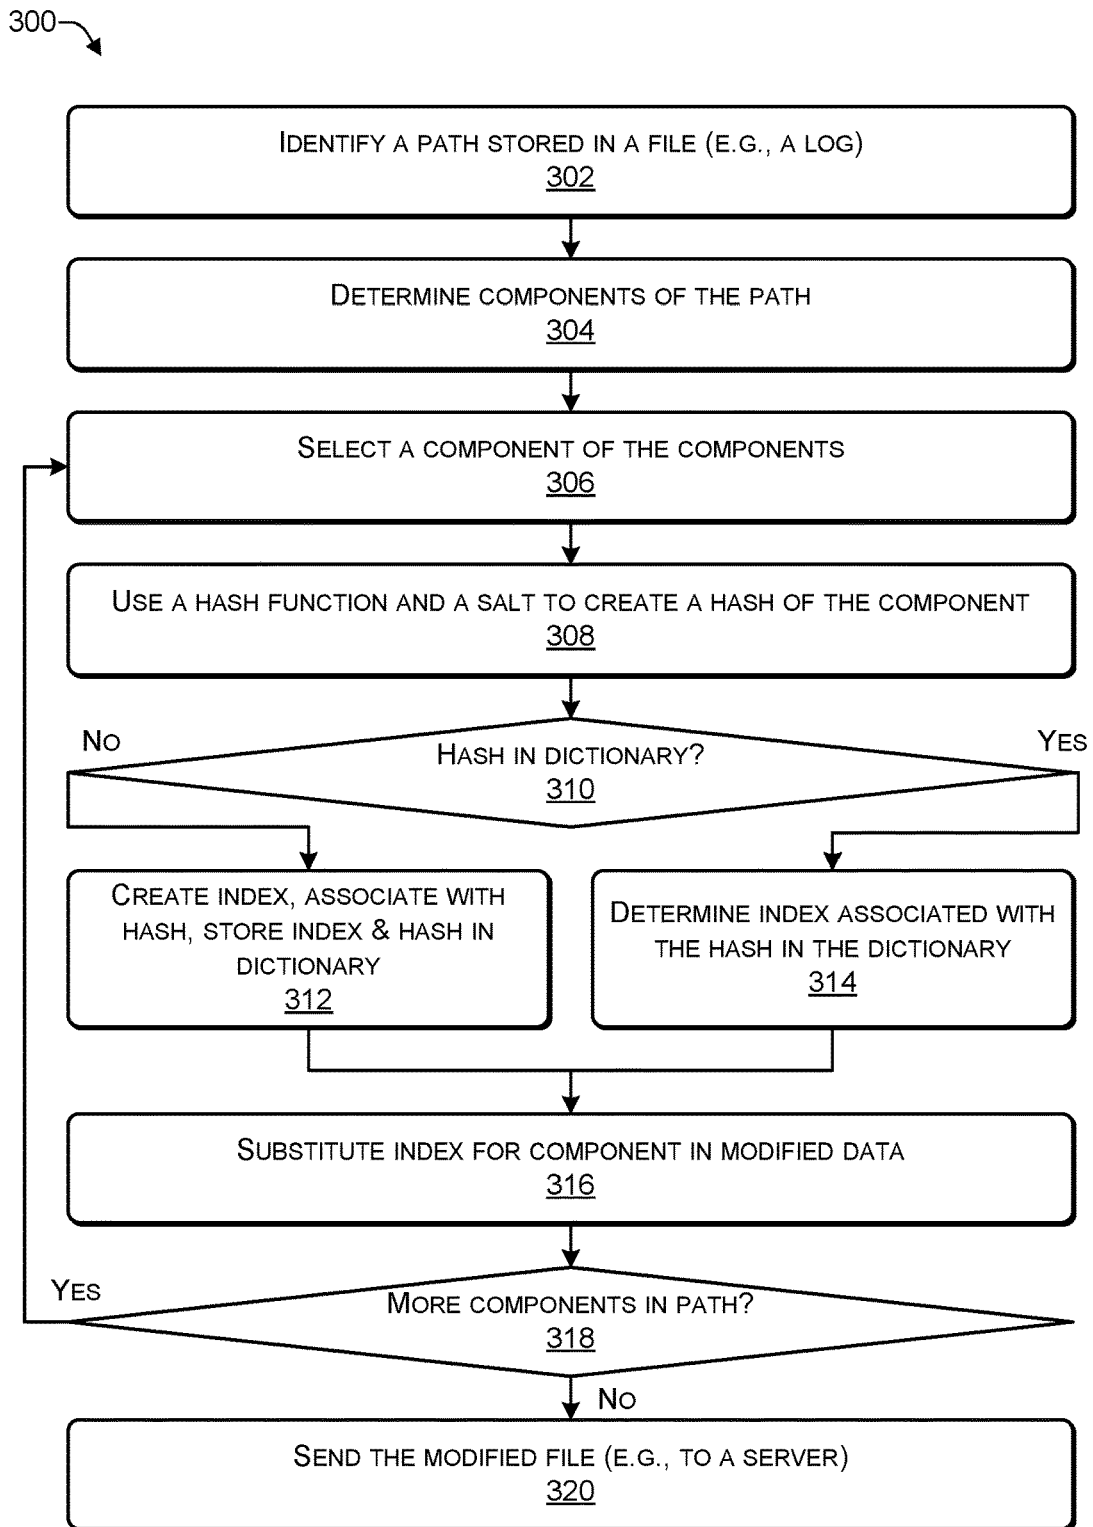 300
IDENTIFY A PATH STORED IN A FILE (E.G., A LOG)
302
DETERMINE COMPONENTS OF THE PATH
304
SELECT A COMPONENT OF THE COMPONENTS
306
USE A HASH FUNCTION AND A SALT TO CREATE A HASH OF THE COMPONENT
308
NO
HASH IN DICTIONARY?
YES
310
CREATE INDEX, ASSOCIATE WITH
HASH, STORE INDEX & HASH IN
DICTIONARY
312
DETERMINE INDEX ASSOCIATED WITH
THE HASH IN THE DICTIONARY
314
SUBSTITUTE INDEX FOR COMPONENT IN MODIFIED DATA
316
YES
MORE COMPONENTS IN PATH?
318
NO
SEND THE MODIFIED FILE (E.G., TO A SERVER)
320